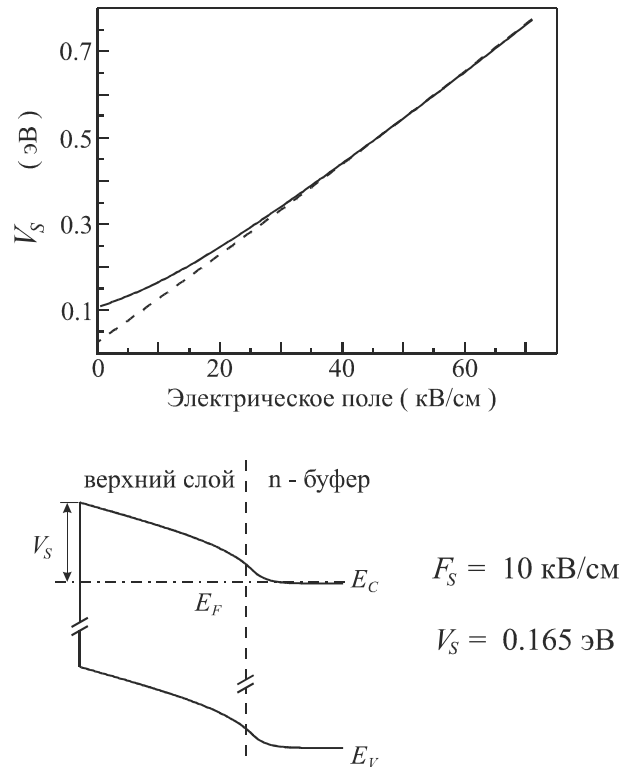 0.7
0.5
0.3
0.1
V_S ( эВ )
0 20 40 60
Электрическое поле ( кВ/см )
верхний слой n - буфер
V_S
E_C
E_F
F_S = 10 кВ/см
V_S = 0.165 эВ
E_V